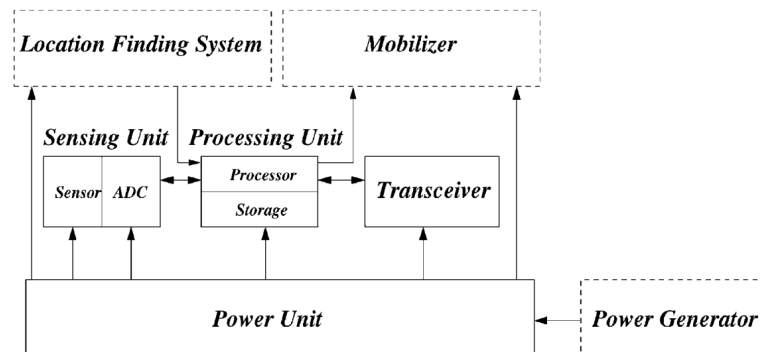 Location Finding System
Mobilizer
Sensing Unit
Processing Unit
Sensor
ADC
Processor
Storage
Transceiver
Power Unit
Power Generator